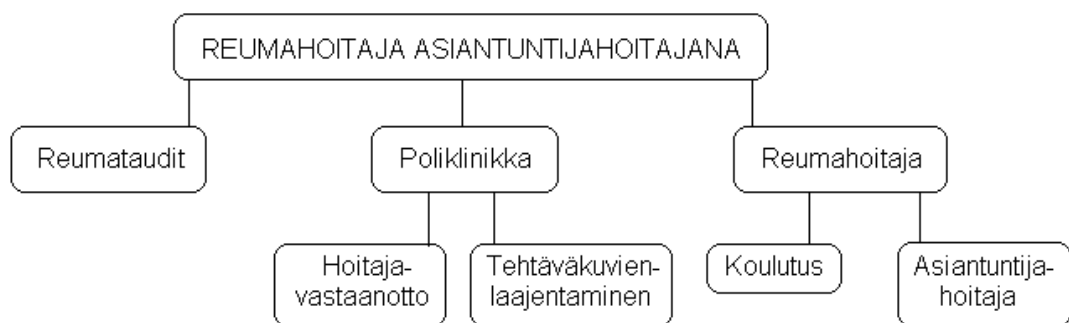 REUMAHOITAJA ASIANTUNTIJAHOITAJANA
Reumataudit
Poliklinikka
Reumahoitaja
Hoitaja-
vastaanotto
Tehtäväkuvien-
laajentaminen
Koulutus
Asiantuntija-
hoitaja